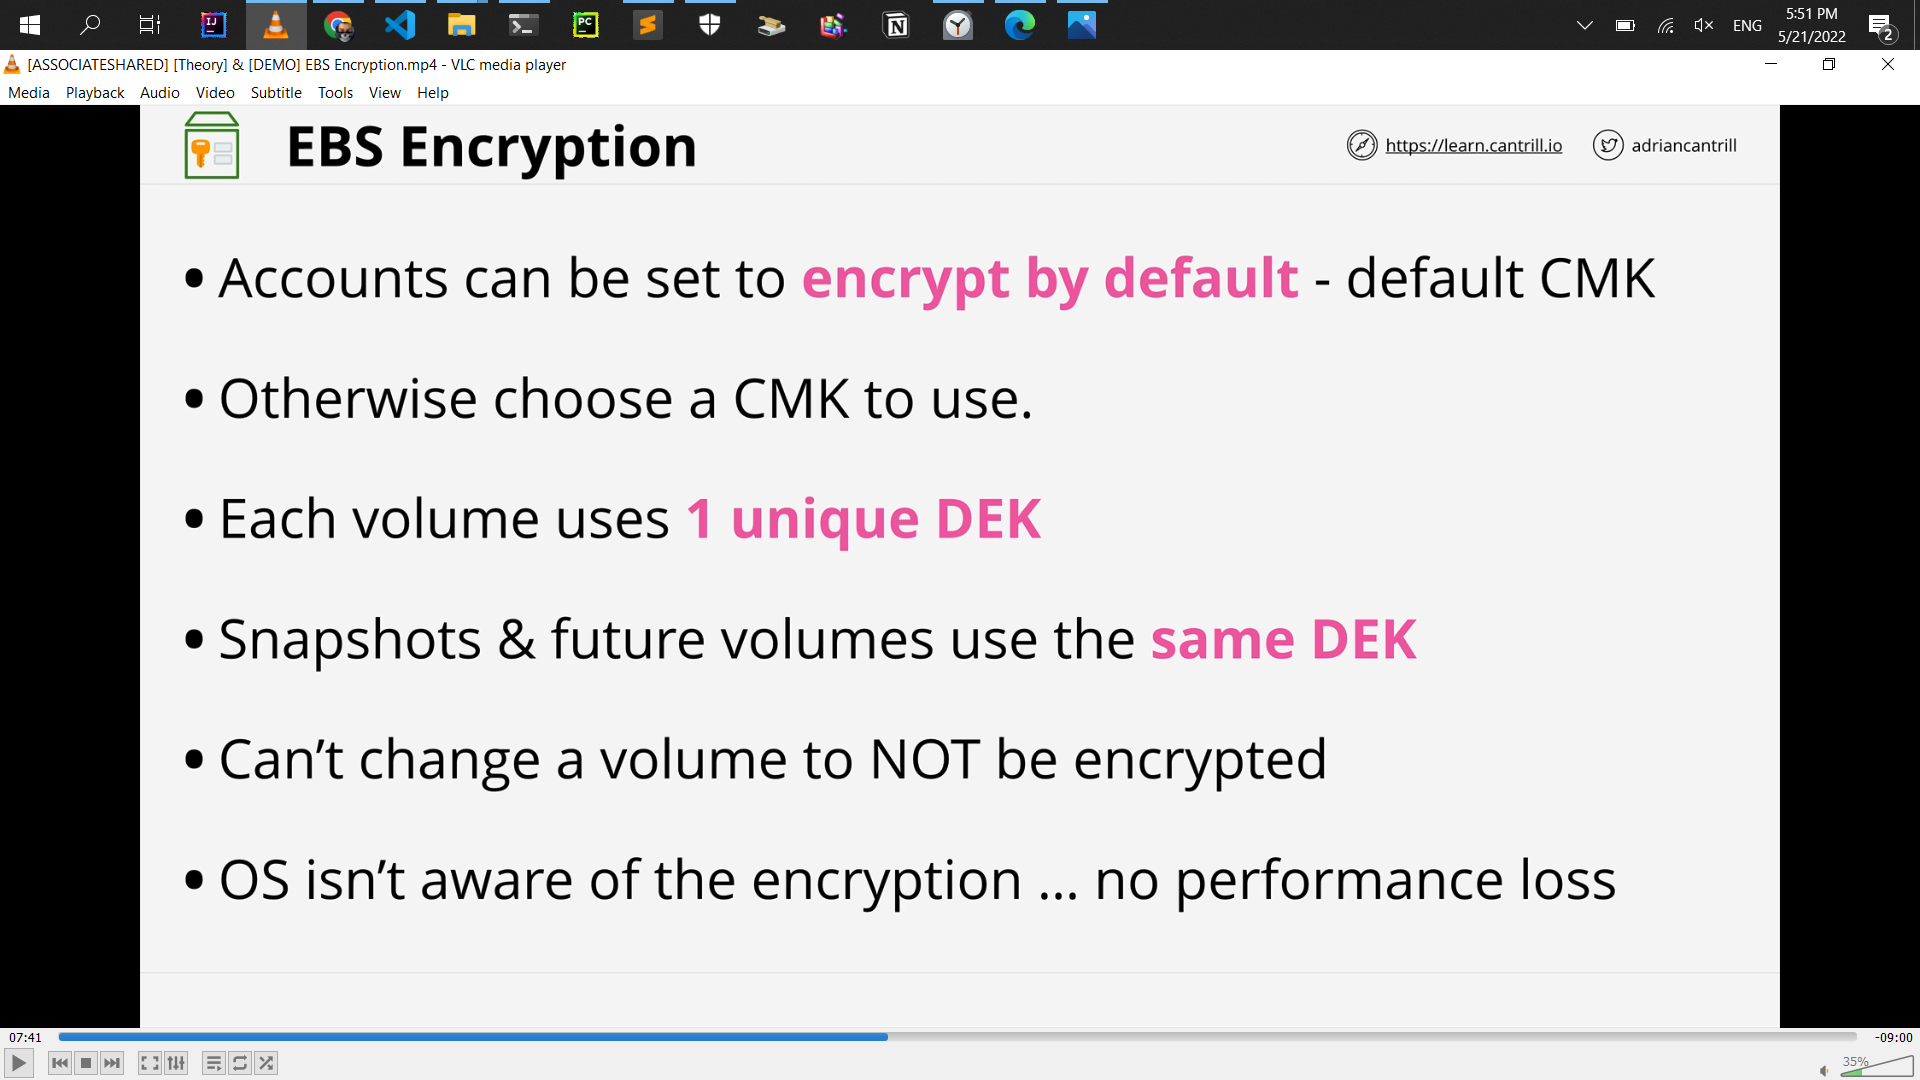 5:51 PM
ENG
5/21/2022
2
IJ
PC
N
[ASSOCIATESHARED] [Theory] & [DEMO] EBS Encryption.mp4 - VLC media player
Media Playback Audio Video Subtitle Tools View Help
EBS Encryption
https://learn.cantrill.io
adriancantrill
• Accounts can be set to encrypt by default - default CMK
• Otherwise choose a CMK to use.
• Each volume uses 1 unique DEK
• Snapshots & future volumes use the same DEK
• Can’t change a volume to NOT be encrypted
• OS isn’t aware of the encryption … no performance loss
07:41
-09:00
35%